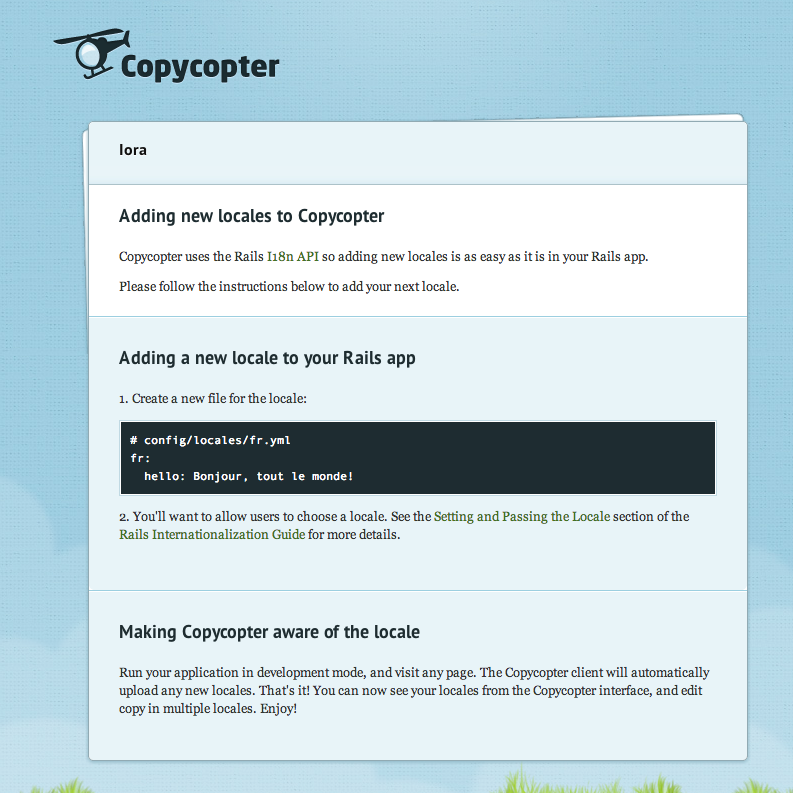 Copycopter
Iora
Adding new locales to Copycopter
Copycopter uses the Rails I18n API so adding new locales is as easy as it is in your Rails app.
Please follow the instructions below to add your next locale.
Adding a new locale to your Rails app
1. Create a new file for the locale:
# config/locales/fr.yml
fr:
  hello: Bonjour, tout le monde!
2. You'll want to allow users to choose a locale. See the Setting and Passing the Locale section of the
Rails Internationalization Guide for more details.
Making Copycopter aware of the locale
Run your application in development mode, and visit any page. The Copycopter client will automatically
upload any new locales. That's it! You can now see your locales from the Copycopter interface, and edit
copy in multiple locales. Enjoy!